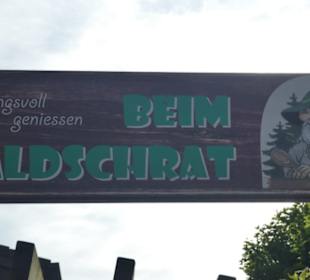 ngsvoll
geniessen
BEIM
ALDSCHRAT